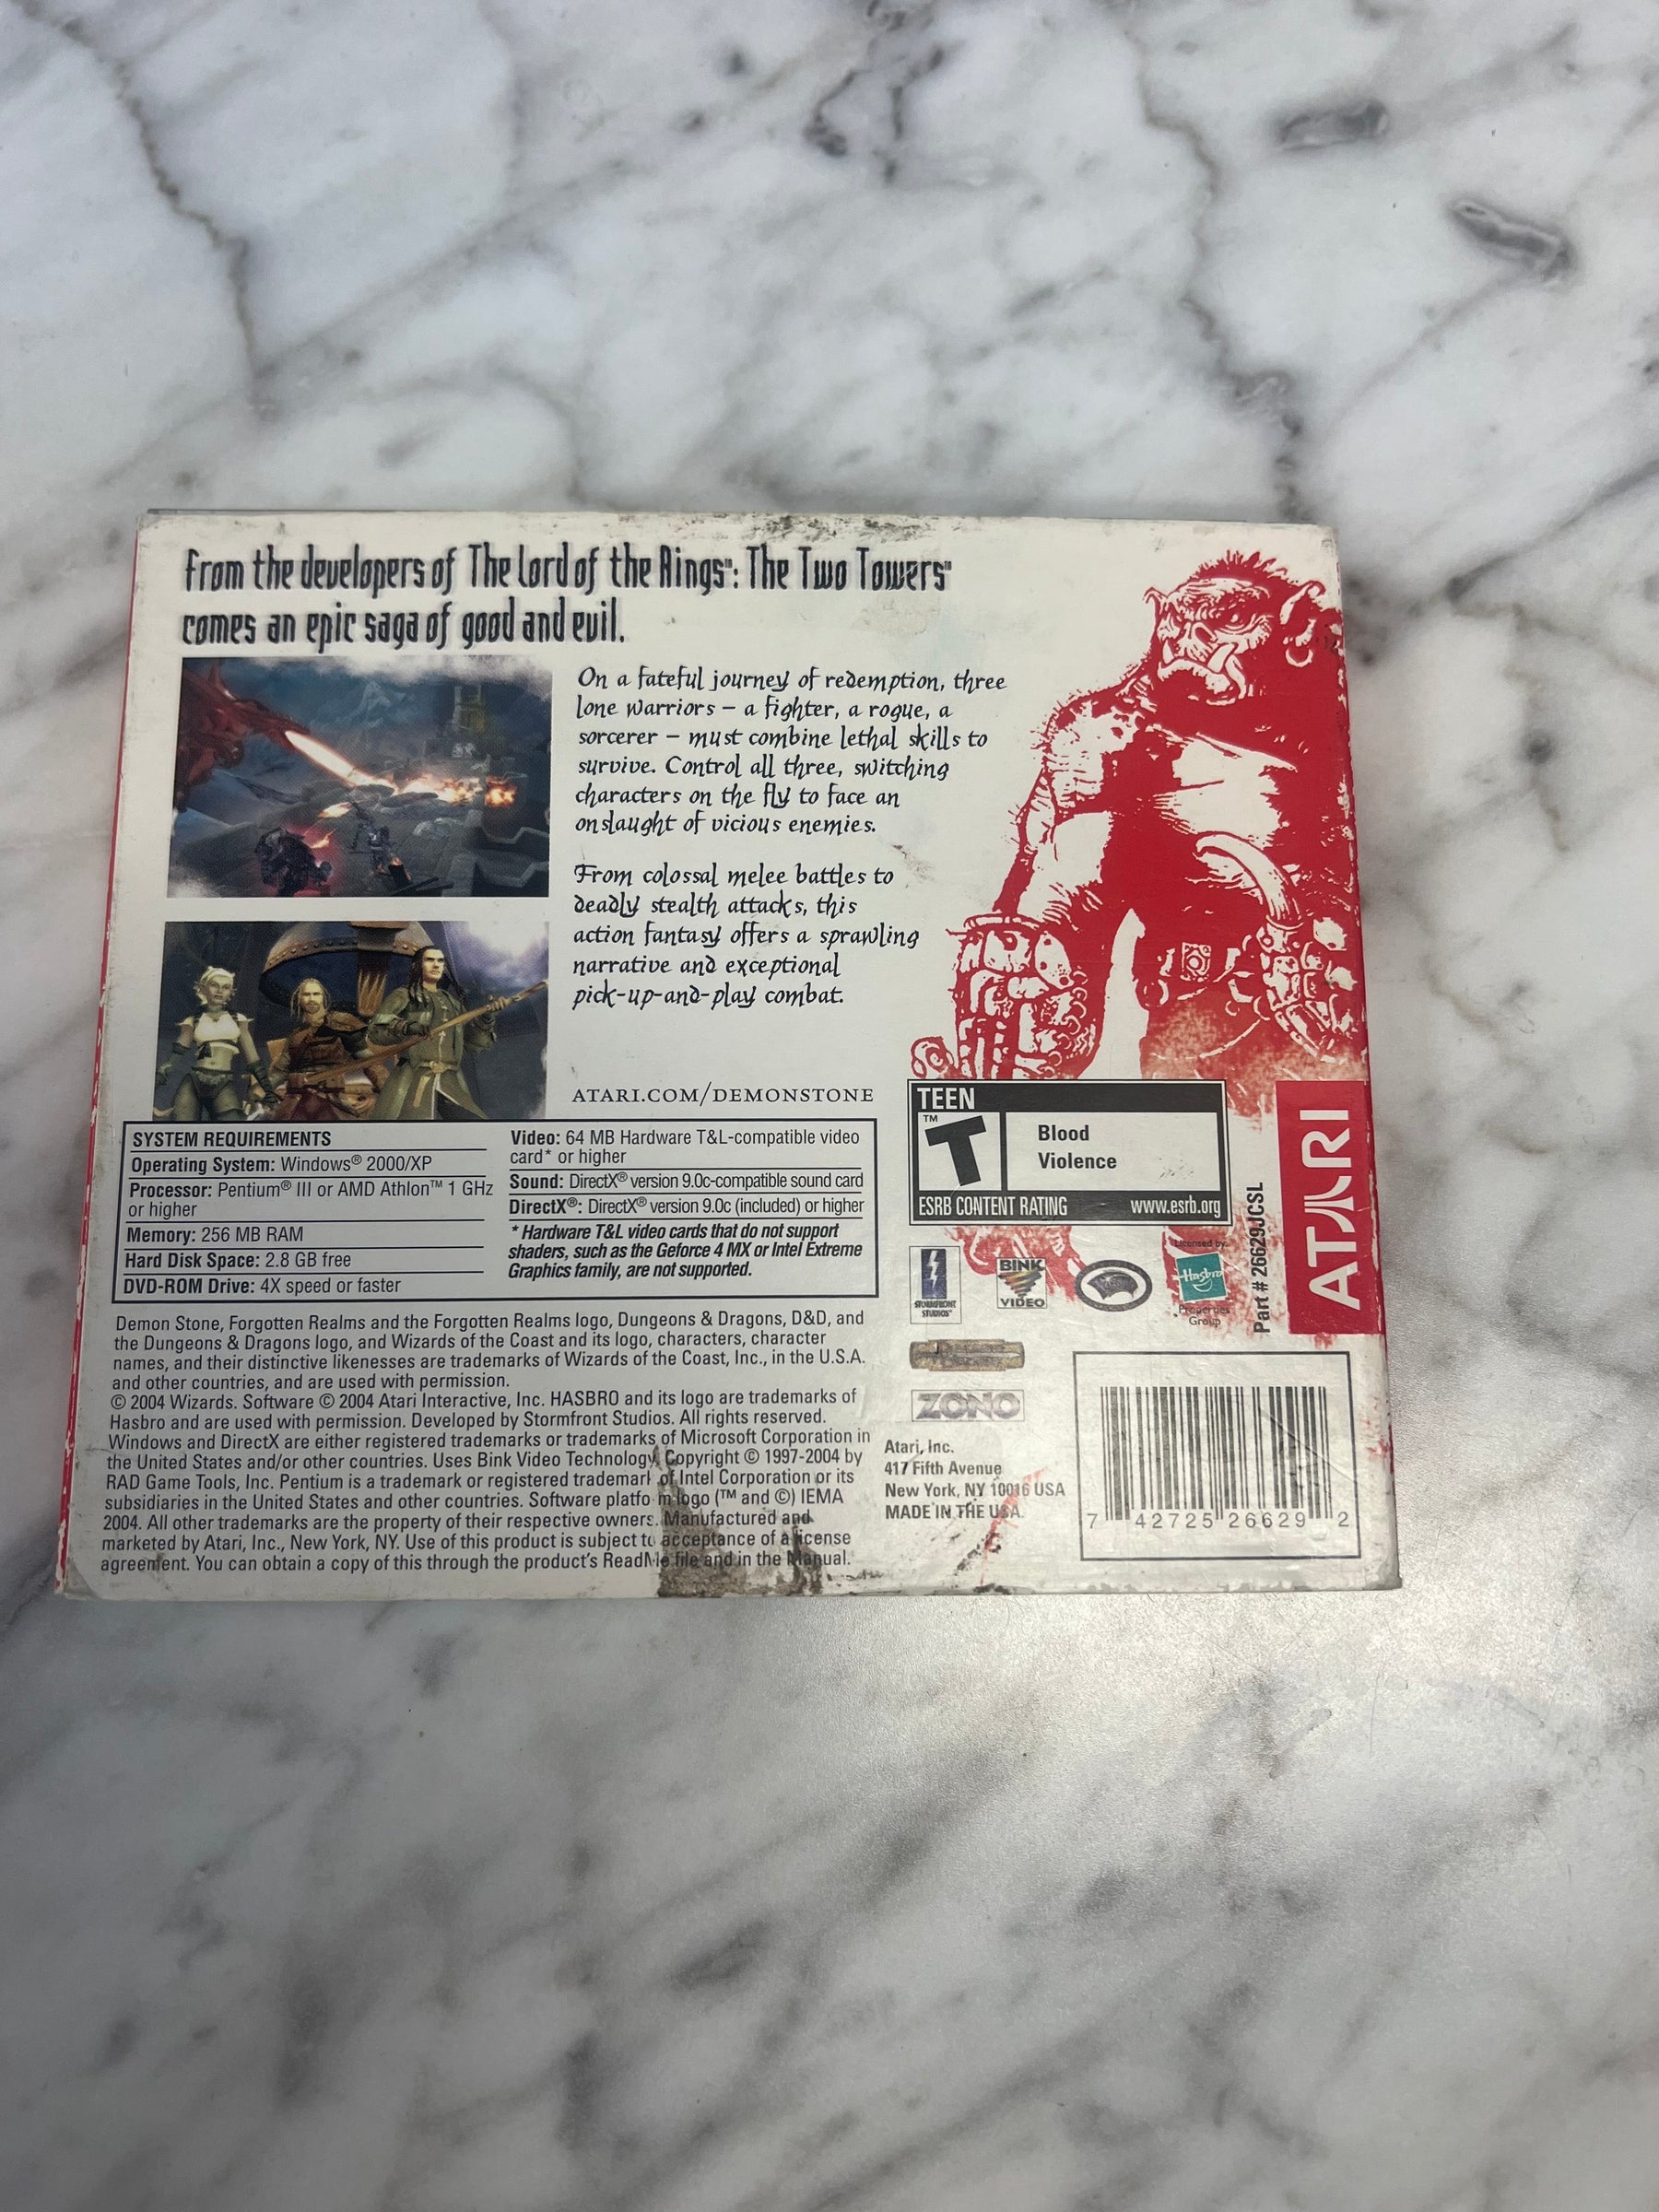 From the developers of The Lord of the Rings™: The Two Towers™
comes an epic saga of good and evil.
On a fateful journey of redemption, three
lone warriors – a fighter, a rogue, a
sorcerer – must combine lethal skills to
survive. Control all three, switching
characters on the fly to face an
onslaught of vicious enemies.
From colossal melee battles to
deadly stealth attacks, this
action fantasy offers a sprawling
narrative and exceptional
pick-up-and-play combat.
ATARI.COM/DEMONSTONE
SYSTEM REQUIREMENTS
Operating System: Windows® 2000/XP
Processor: Pentium® III or AMD Athlon™ 1 GHz
or higher
Memory: 256 MB RAM
Hard Disk Space: 2.8 GB free
DVD-ROM Drive: 4X speed or faster
Video: 64 MB Hardware T&L-compatible video
card* or higher
Sound: DirectX® version 9.0c-compatible sound card
DirectX®: DirectX® version 9.0c (included) or higher
* Hardware T&L video cards that do not support
shaders, such as the Geforce 4 MX or Intel Extreme
Graphics family, are not supported.
TEEN
TM
T
Blood
Violence
ESRB CONTENT RATING www.esrb.org
ATARI
Part # 26629JCSL
STORMFRONT
STUDIOS
BINK
VIDEO
Licensed by:
Hasbro
Properties
Group
ZONO
Demon Stone, Forgotten Realms and the Forgotten Realms logo, Dungeons & Dragons, D&D, and
the Dungeons & Dragons logo, and Wizards of the Coast and its logo, characters, character
names, and their distinctive likenesses are trademarks of Wizards of the Coast, Inc., in the U.S.A.
and other countries, and are used with permission.
© 2004 Wizards. Software © 2004 Atari Interactive, Inc. HASBRO and its logo are trademarks of
Hasbro and are used with permission. Developed by Stormfront Studios. All rights reserved.
Windows and DirectX are either registered trademarks or trademarks of Microsoft Corporation in
the United States and/or other countries. Uses Bink Video Technology. Copyright © 1997-2004 by
RAD Game Tools, Inc. Pentium is a trademark or registered trademark of Intel Corporation or its
subsidiaries in the United States and other countries. Software platform logo (™ and ©) IEMA
2004. All other trademarks are the property of their respective owners. Manufactured and
marketed by Atari, Inc., New York, NY. Use of this product is subject to acceptance of a license
agreement. You can obtain a copy of this through the product's ReadMe file and in the Manual.
Atari, Inc.
417 Fifth Avenue
New York, NY 10016 USA
MADE IN THE USA.
7 42725 26629 2